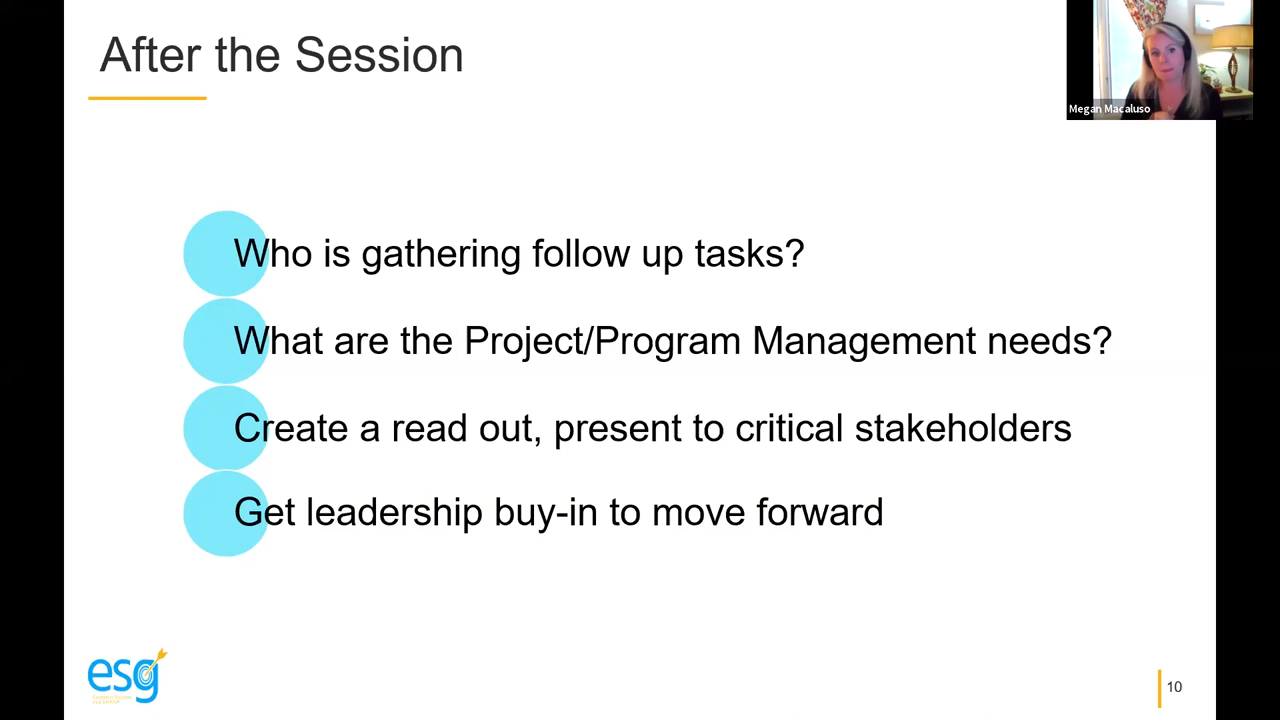 After the Session
Megan Macaluso
Who is gathering follow up tasks?
What are the Project/Program Management needs?
Create a read out, present to critical stakeholders
Get leadership buy-in to move forward
esg
10